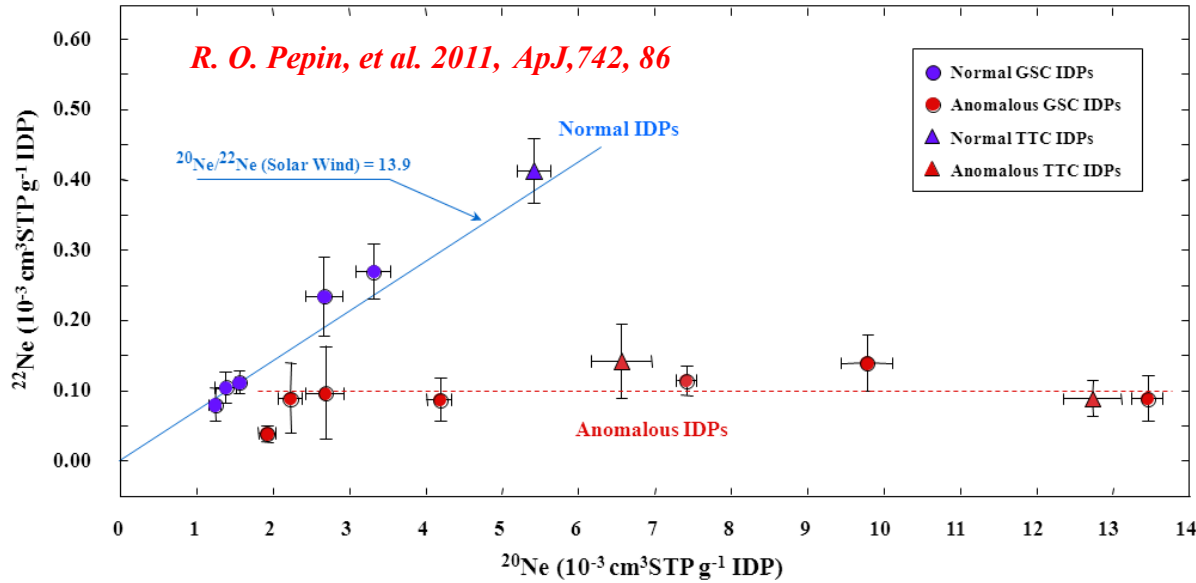 R. O. Pepin, et al. 2011, ApJ,742, 86
Normal GSC IDPs
Anomalous GSC IDPs
Normal TTC IDPs
Anomalous TTC IDPs
Normal IDPs
²⁰Ne/²²Ne (Solar Wind) = 13.9
Anomalous IDPs
²²Ne (10⁻³ cm³STP g⁻¹ IDP)
0.60
0.50
0.40
0.30
0.20
0.10
0.00
0 1 2 3 4 5 6 7 8 9 10 11 12 13 14
²⁰Ne (10⁻³ cm³STP g⁻¹ IDP)